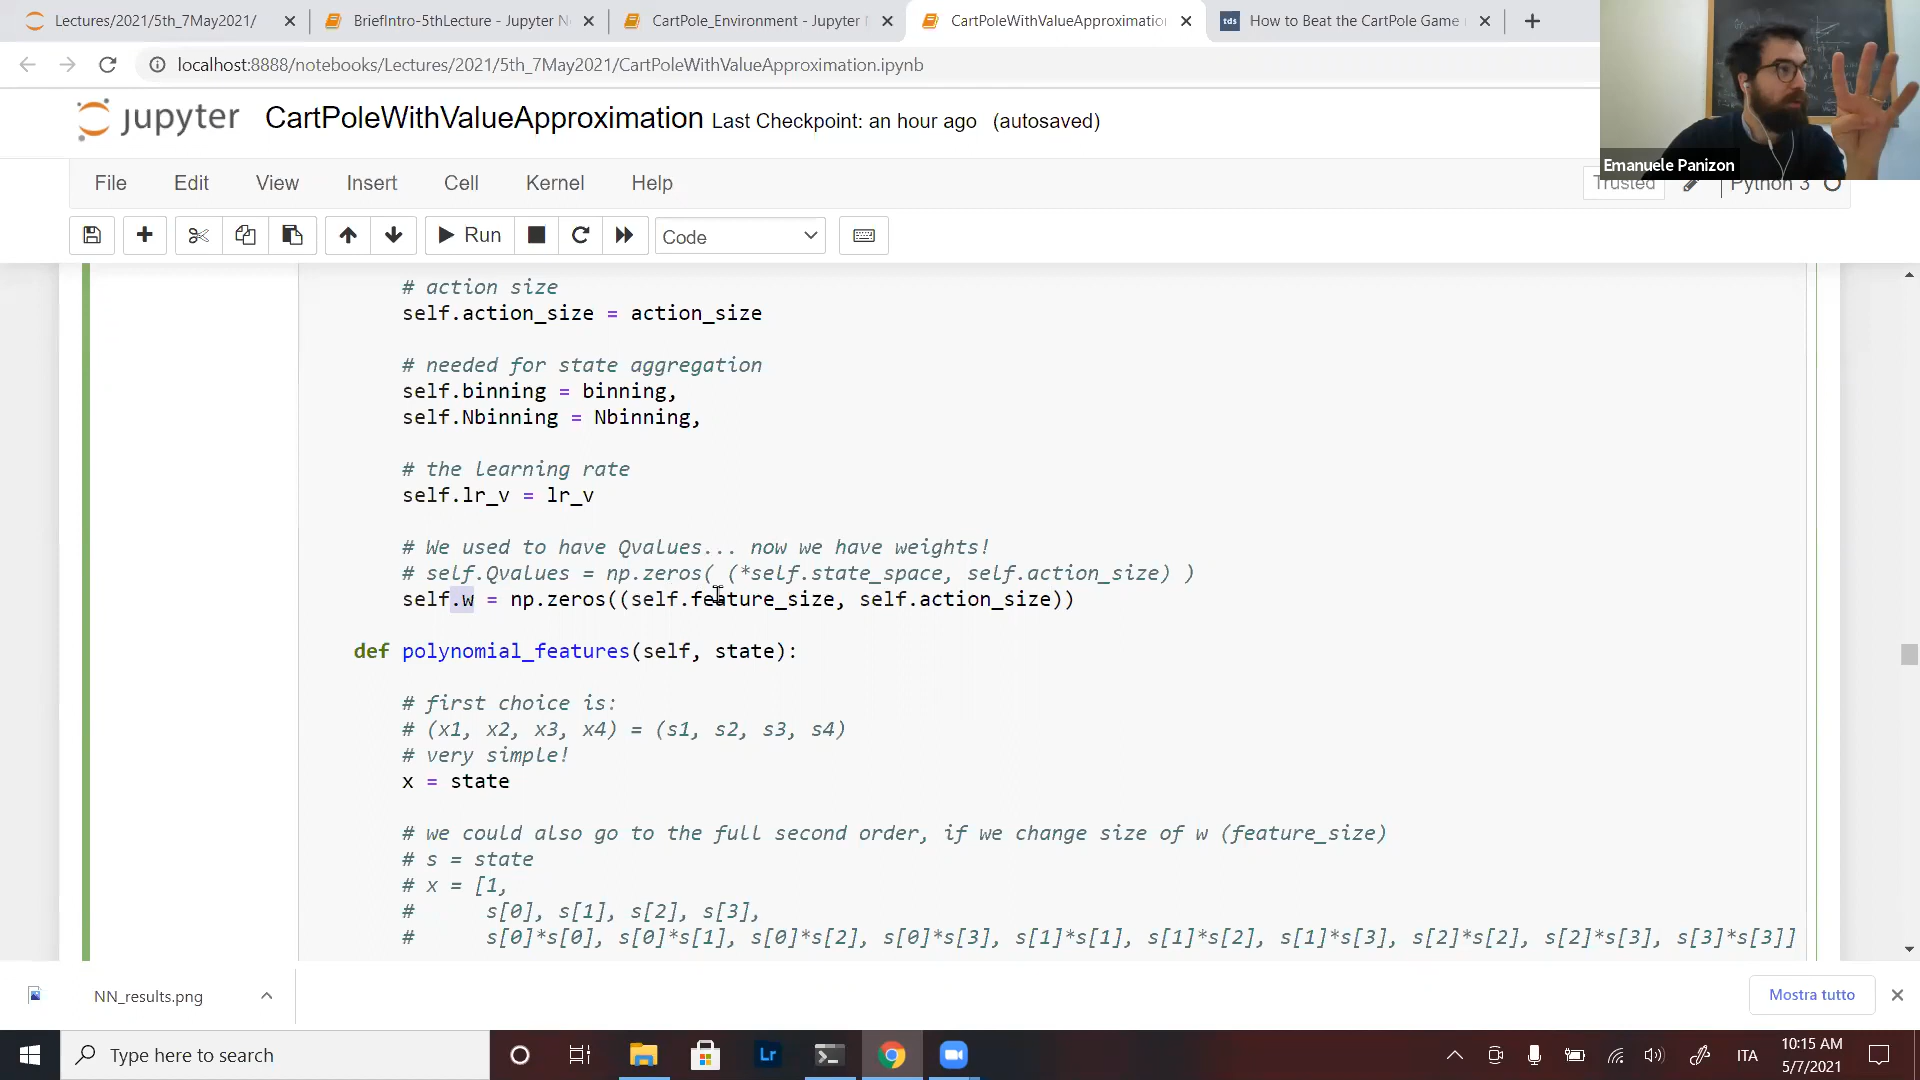 Lectures/2021/5th_7May2021/
BriefIntro-5thLecture - Jupyter N
CartPole_Environment - Jupyter
CartPoleWithValueApproximatio
tds How to Beat the CartPole Game
localhost:8888/notebooks/Lectures/2021/5th_7May2021/CartPoleWithValueApproximation.ipynb
jupyter CartPoleWithValueApproximation Last Checkpoint: an hour ago (autosaved)
Emanuele Panizon
File Edit View Insert Cell Kernel Help Trusted Python 3
Run Code
# action size
self.action_size = action_size
# needed for state aggregation
self.binning = binning,
self.Nbinning = Nbinning,
# the learning rate
self.lr_v = lr_v
# We used to have Qvalues... now we have weights!
# self.Qvalues = np.zeros( (*self.state_space, self.action_size) )
self.w = np.zeros((self.feature_size, self.action_size))
def polynomial_features(self, state):
# first choice is:
# (x1, x2, x3, x4) = (s1, s2, s3, s4)
# very simple!
x = state
# we could also go to the full second order, if we change size of w (feature_size)
# s = state
# x = [1,
# s[0], s[1], s[2], s[3],
# s[0]*s[0], s[0]*s[1], s[0]*s[2], s[0]*s[3], s[1]*s[1], s[1]*s[2], s[1]*s[3], s[2]*s[2], s[2]*s[3], s[3]*s[3]]
NN_results.png
Mostra tutto
Type here to search
Lr
ITA
10:15 AM
5/7/2021